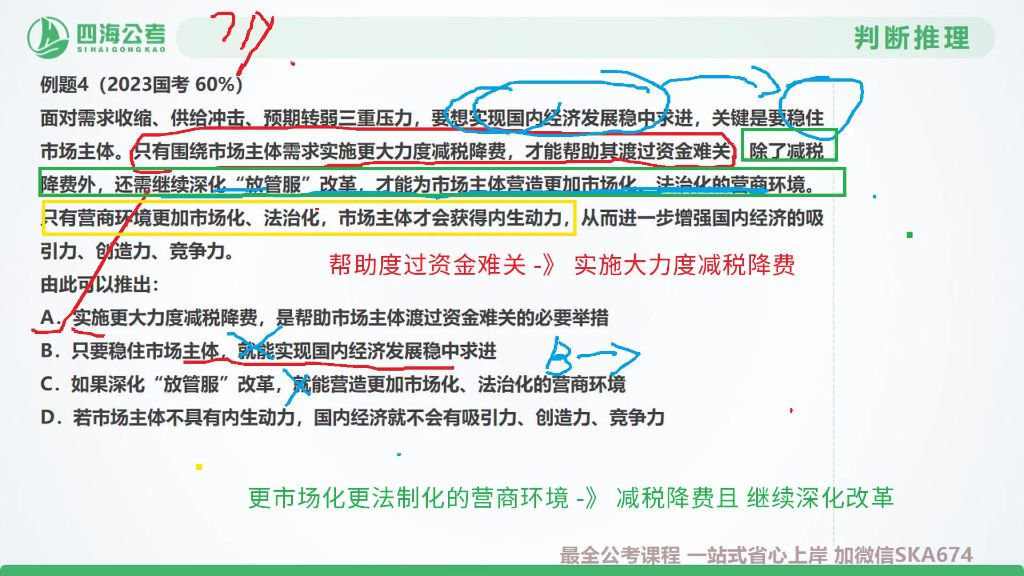 四海公考
SIHAIGONGKAO
判断推理
例题4（2023国考 60%）
面对需求收缩、供给冲击、预期转弱三重压力，要想实现国内经济发展稳中求进，关键是要稳住
市场主体。只有围绕市场主体需求实施更大力度减税降费，才能帮助其渡过资金难关，除了减税
降费外，还需继续深化“放管服”改革，才能为市场主体营造更加市场化、法治化的营商环境。
只有营商环境更加市场化、法治化，市场主体才会获得内生动力，从而进一步增强国内经济的吸
引力、创造力、竞争力。
帮助度过资金难关 -》 实施大力度减税降费
由此可以推出：
A．实施更大力度减税降费，是帮助市场主体渡过资金难关的必要举措
B．只要稳住市场主体，就能实现国内经济发展稳中求进
B
C．如果深化“放管服”改革，就能营造更加市场化、法治化的营商环境
D．若市场主体不具有内生动力，国内经济就不会有吸引力、创造力、竞争力
更市场化更法制化的营商环境 -》 减税降费且 继续深化改革
最全公考课程 一站式省心上岸 加微信SKA674